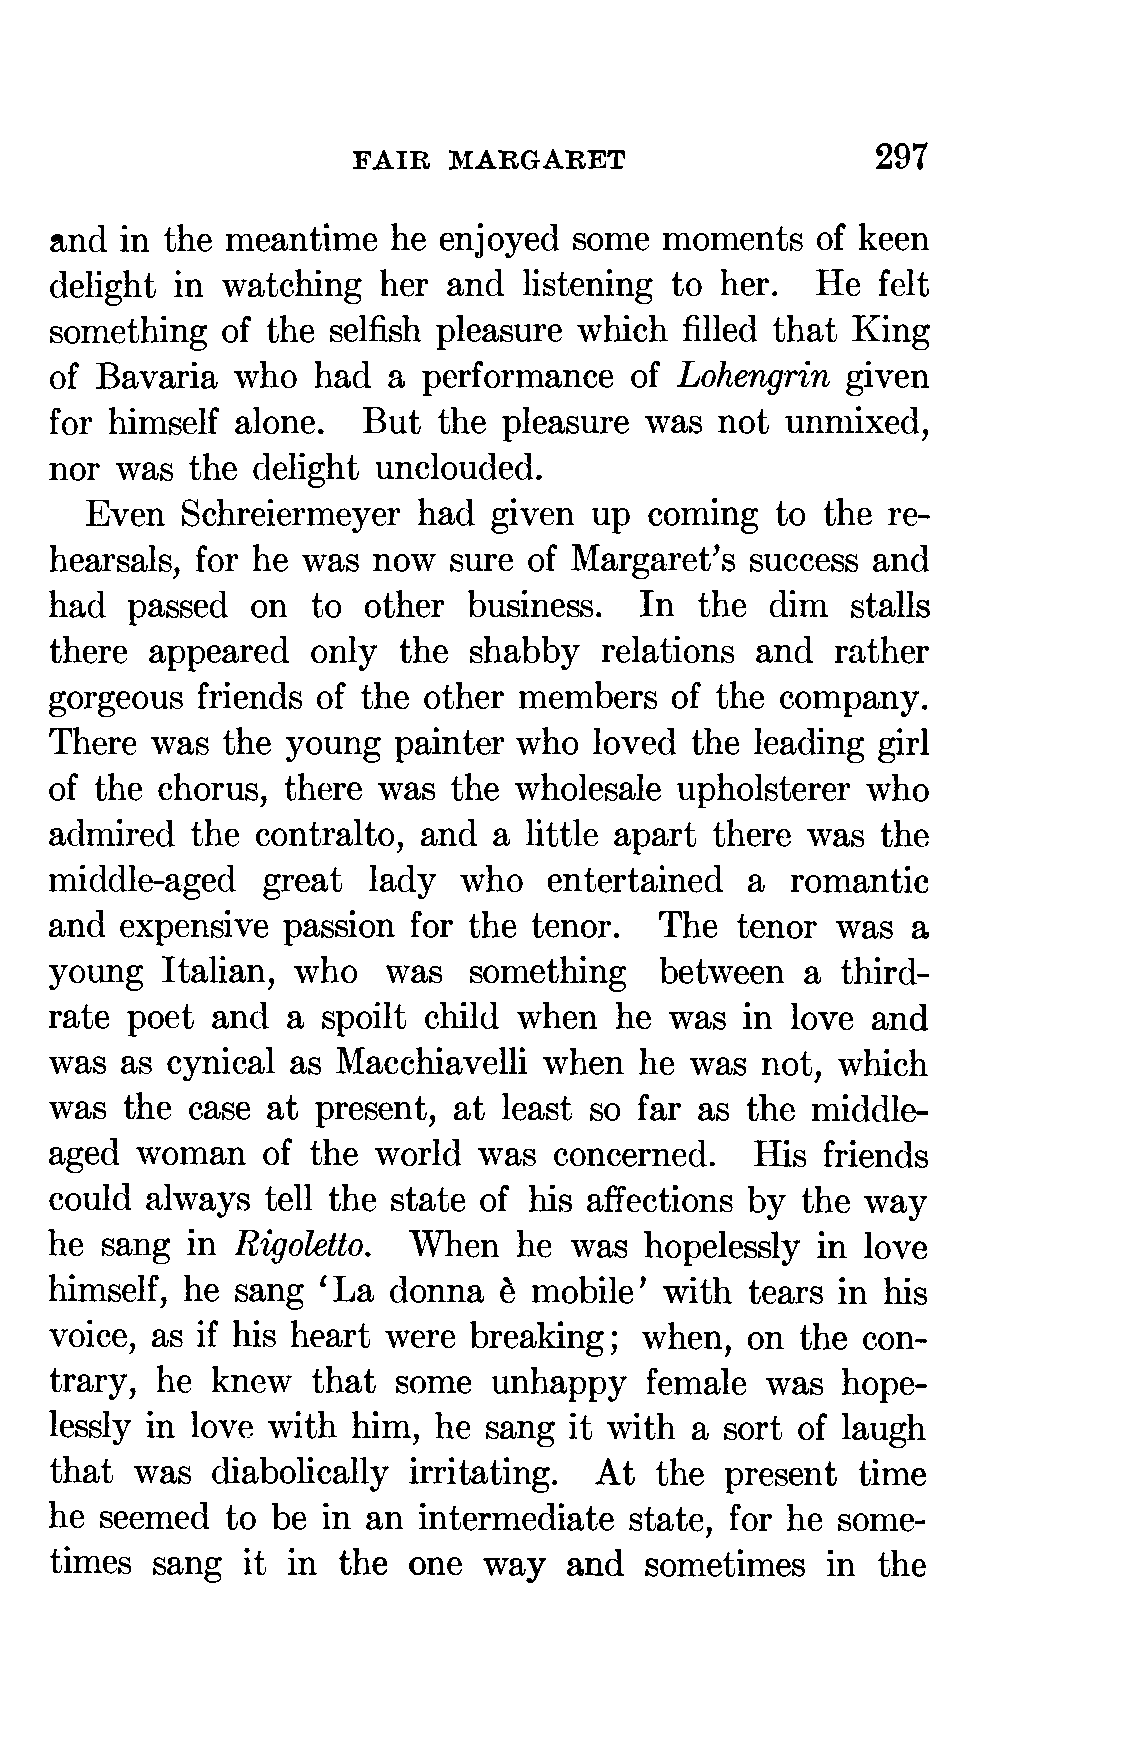 FAIR MARGARET 297
and in the meantime he enjoyed some moments of keen
delight in watching her and listening to her. He felt
something of the selfish pleasure which filled that King
of Bavaria who had a performance of Lohengrin given
for himself alone. But the pleasure was not unmixed,
nor was the delight unclouded.
Even Schreiermeyer had given up coming to the re-
hearsals, for he was now sure of Margaret's success and
had passed on to other business. In the dim stalls
there appeared only the shabby relations and rather
gorgeous friends of the other members of the company.
There was the young painter who loved the leading girl
of the chorus, there was the wholesale upholsterer who
admired the contralto, and a little apart there was the
middle-aged great lady who entertained a romantic
and expensive passion for the tenor. The tenor was a
young Italian, who was something between a third-
rate poet and a spoilt child when he was in love and
was as cynical as Macchiavelli when he was not, which
was the case at present, at least so far as the middle-
aged woman of the world was concerned. His friends
could always tell the state of his affections by the way
he sang in Rigoletto. When he was hopelessly in love
himself, he sang 'La donna è mobile' with tears in his
voice, as if his heart were breaking; when, on the con-
trary, he knew that some unhappy female was hope-
lessly in love with him, he sang it with a sort of laugh
that was diabolically irritating. At the present time
he seemed to be in an intermediate state, for he some-
times sang it in the one way and sometimes in the